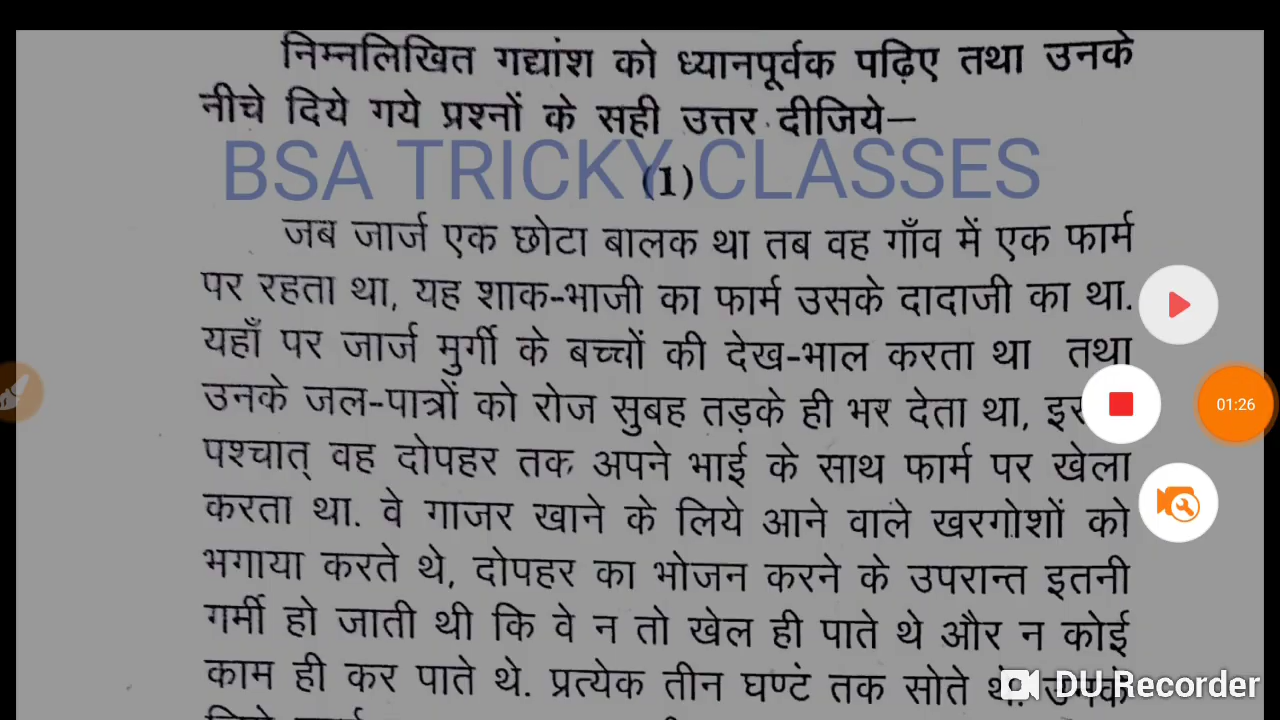 निम्नलिखित गद्यांश को ध्यानपूर्वक पढ़िए तथा उनके
नीचे दिये गये प्रश्नों के सही उत्तर दीजिये–
BSA TRICKY CLASSES
(1)
जब जार्ज एक छोटा बालक था तब वह गाँव में एक फार्म
पर रहता था, यह शाक-भाजी का फार्म उसके दादाजी का था.
यहाँ पर जार्ज मुर्गी के बच्चों की देख-भाल करता था तथा
उनके जल-पात्रों को रोज सुबह तड़के ही भर देता था,
01:26
पश्चात् वह दोपहर तक अपने भाई के साथ फार्म पर खेला
करता था. वे गाजर खाने के लिये आने वाले खरगोशों को
भगाया करते थे, दोपहर का भोजन करने के उपरान्त इतनी
गर्मी हो जाती थी कि वे न तो खेल ही पाते थे और न कोई
काम ही कर पाते थे. प्रत्येक तीन घण्टे तक सोते
DU Recorder